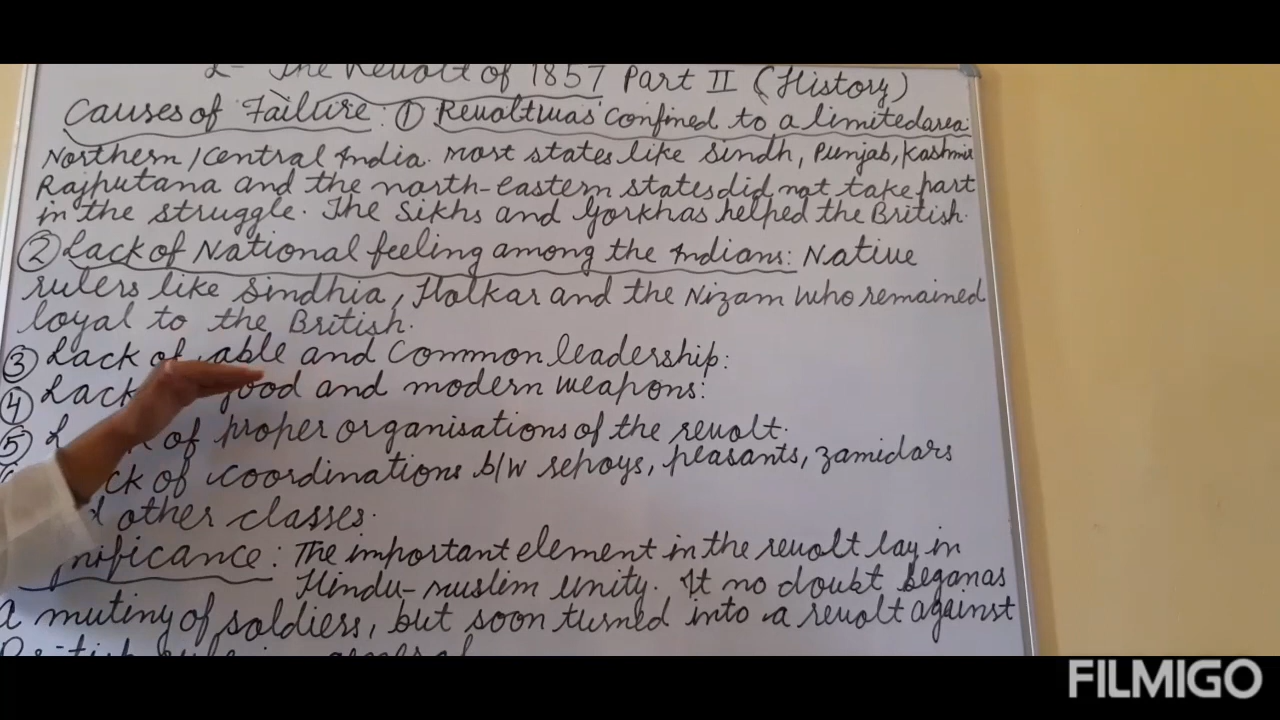 2- The Revolt of 1857 Part II (History)
Causes of Failure: ① Revolt was confined to a limited area:
Northern/Central India. Most states like Sindh, Punjab, Kashmir
Rajputana and the north-eastern states did not take part
in the struggle. The Sikhs and Gorkhas helped the British.
② Lack of National feeling among the Indians: Native
rulers like Sindhia, Holkar and the Nizam who remained
loyal to the British.
③ Lack of able and Common leadership:
④ Lack good and modern weapons:
⑤ of proper organisations of the revolt.
ck of coordinations b/w sepoys, peasants, zamidars
other classes.
nificance: The important element in the revolt lay in
Hindu-muslim unity. It no doubt began as
a mutiny of soldiers, but soon turned into a revolt against
British rule in general
FILMIGO